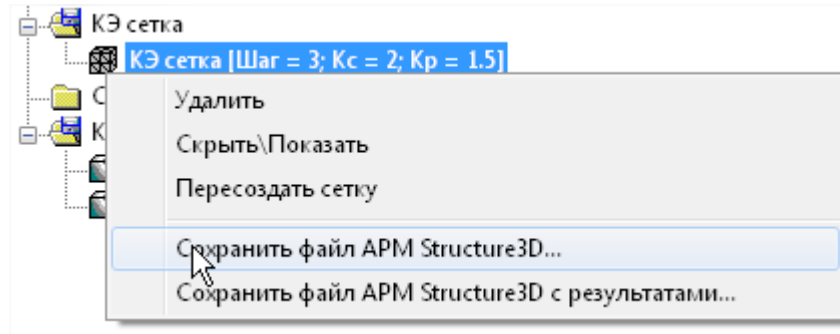 КЭ сетка
КЭ сетка [Шаг = 3; Кс = 2; Кр = 1.5]
С
К
Удалить
Скрыть\Показать
Пересоздать сетку
Сохранить файл APM Structure3D...
Сохранить файл APM Structure3D с результатами...